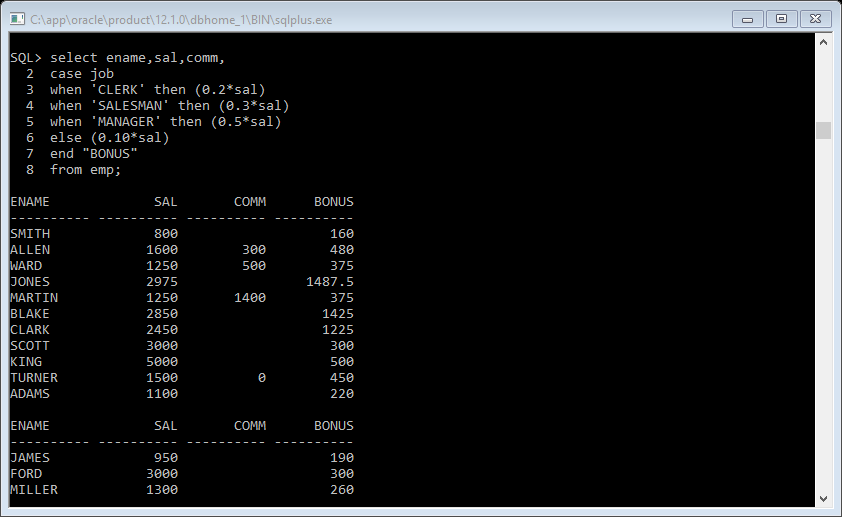 C:\app\oracle\product\12.1.0\dbhome_1\BIN\sqlplus.exe
SQL> select ename,sal,comm,
  2  case job
  3  when 'CLERK' then (0.2*sal)
  4  when 'SALESMAN' then (0.3*sal)
  5  when 'MANAGER' then (0.5*sal)
  6  else (0.10*sal)
  7  end "BONUS"
  8  from emp;
ENAME             SAL       COMM      BONUS
---------- ---------- ---------- ----------
SMITH             800                   160
ALLEN            1600        300        480
WARD             1250        500        375
JONES            2975                1487.5
MARTIN           1250       1400        375
BLAKE            2850                  1425
CLARK            2450                  1225
SCOTT            3000                   300
KING             5000                   500
TURNER           1500          0        450
ADAMS            1100                   220
ENAME             SAL       COMM      BONUS
---------- ---------- ---------- ----------
JAMES             950                   190
FORD             3000                   300
MILLER           1300                   260